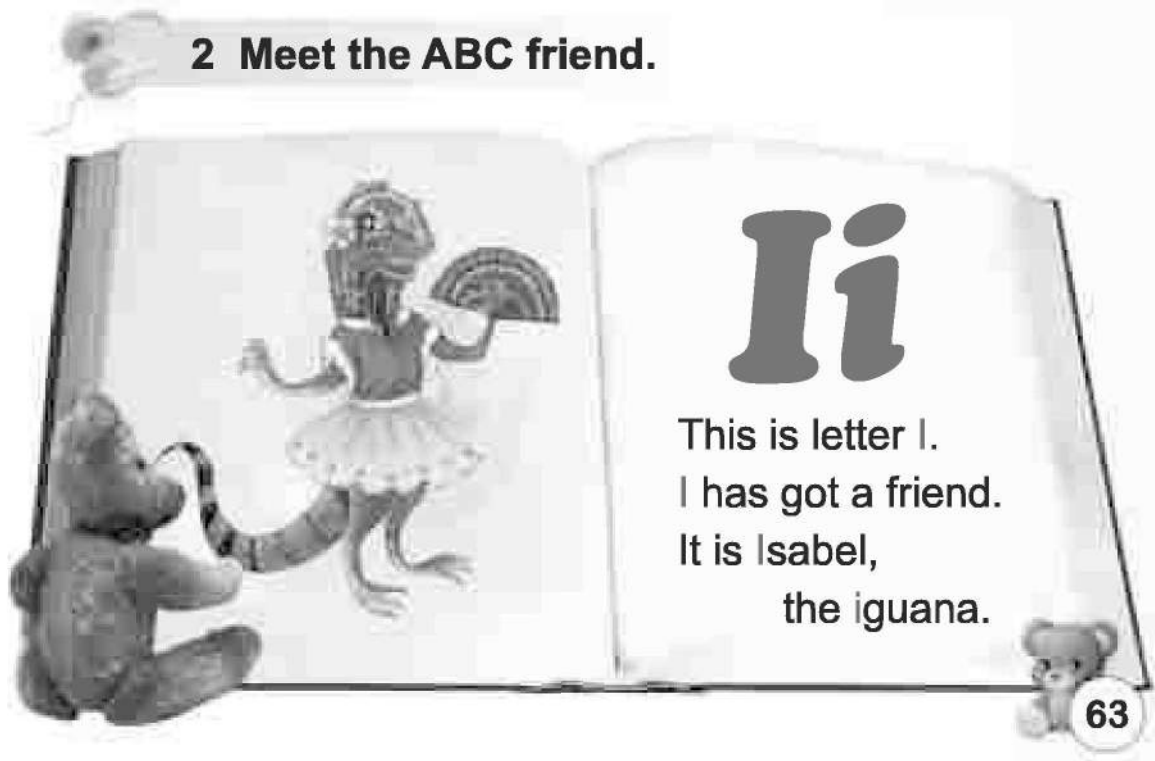 2 Meet the ABC friend.
Ii
This is letter I.
I has got a friend.
It is Isabel,
the iguana.
63